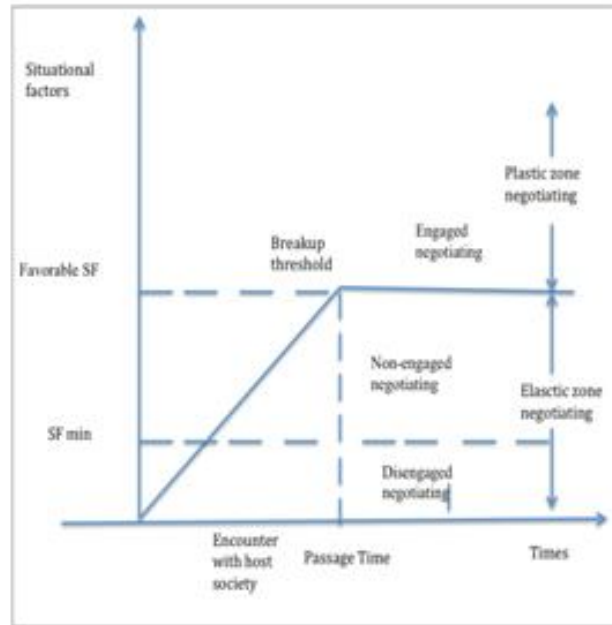 Situational
factors
Plastic zone
negotiating
Engaged
negotiating
Breakup
threshold
Favorable SF
Non-engaged
negotiating
Elasctic zone
negotiating
SF min
Disengaged
negotiating
Encounter
with host
society
Passage Time
Times